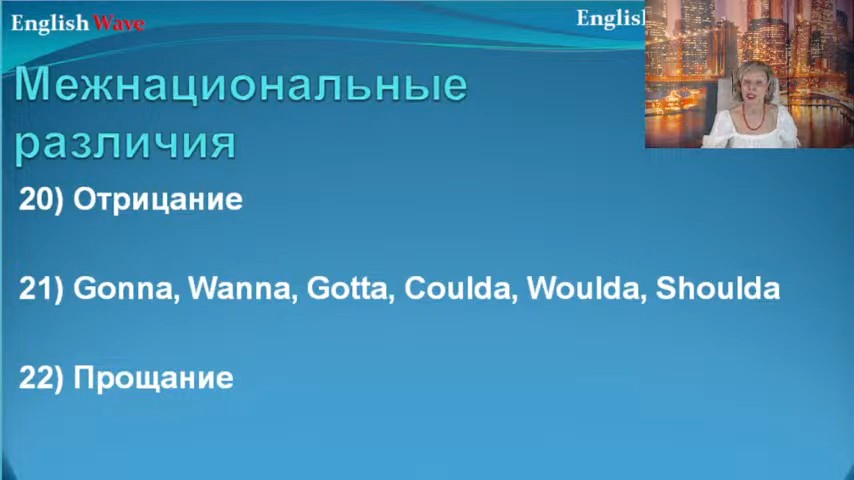 English Wave
Englis
Межнациональные
различия
20) Отрицание
21) Gonna, Wanna, Gotta, Coulda, Woulda, Shoulda
22) Прощание